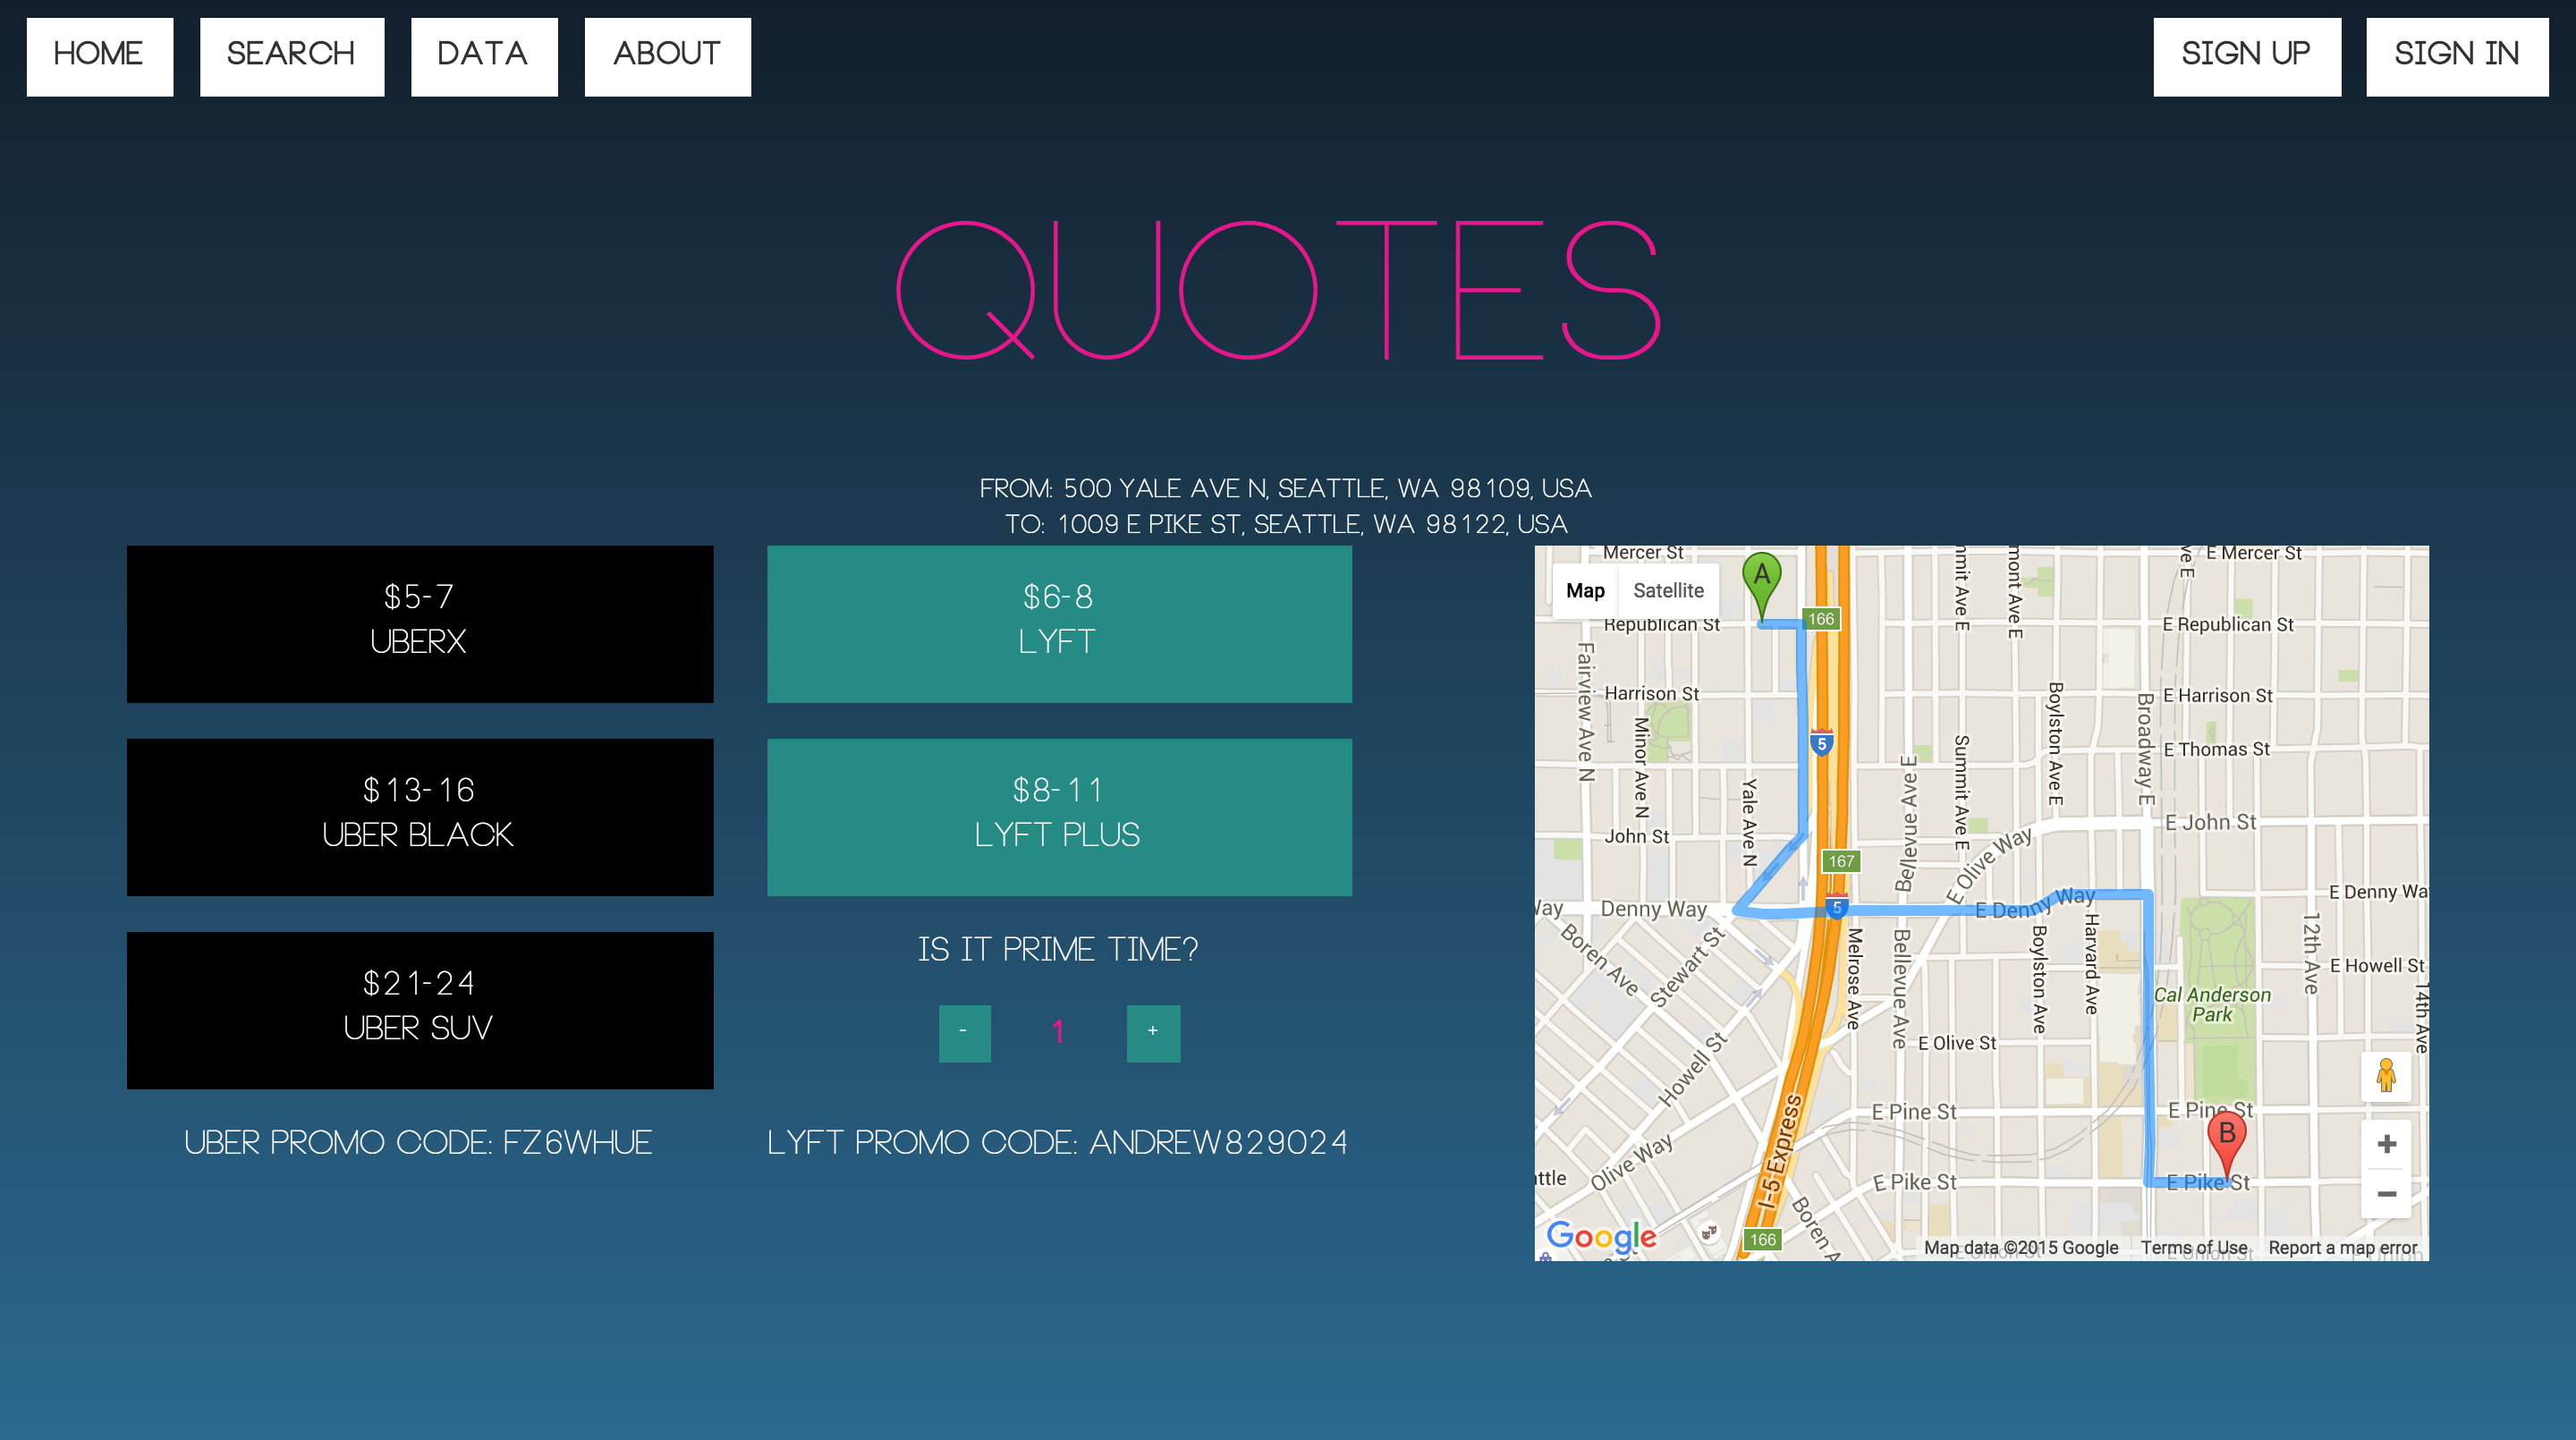 HOME
SEARCH
DATA
ABOUT
SIGN UP
SIGN IN
QUOTES
FROM: 500 YALE AVE N, SEATTLE, WA 98109, USA
TO: 1009 E PIKE ST, SEATTLE, WA 98122, USA
$5-7
UBERX
$13-16
UBER BLACK
$21-24
UBER SUV
UBER PROMO CODE: FZ6WHUE
$6-8
LYFT
$8-11
LYFT PLUS
IS IT PRIME TIME?
- 1 +
LYFT PROMO CODE: ANDREW829024
Map
Satellite
A
Mercer St
E Mercer St
Republican St
166
E Republican St
Harrison St
E Harrison St
Fairview Ave N
Minor Ave N
Yale Ave N
5
Boylston Ave E
Broadway E
E Thomas St
Summit Ave E
Bellevue Ave E
John St
E John St
E Olive Way
167
Denny Way
5
E Denny Way
E Denny Wa
Boren Ave
Stewart St
Melrose Ave
Bellevue Ave
Boylston Ave
Harvard Ave
12th Ave
E Howell St
14th Ave
Cal Anderson
Park
Howell St
E Olive St
E Pine St
E Pine St
B
Olive Way
I-5 Express
E Pike St
E Pike St
Boren A
166
Google
Map data ©2015 Google
Terms of Use
Report a map error